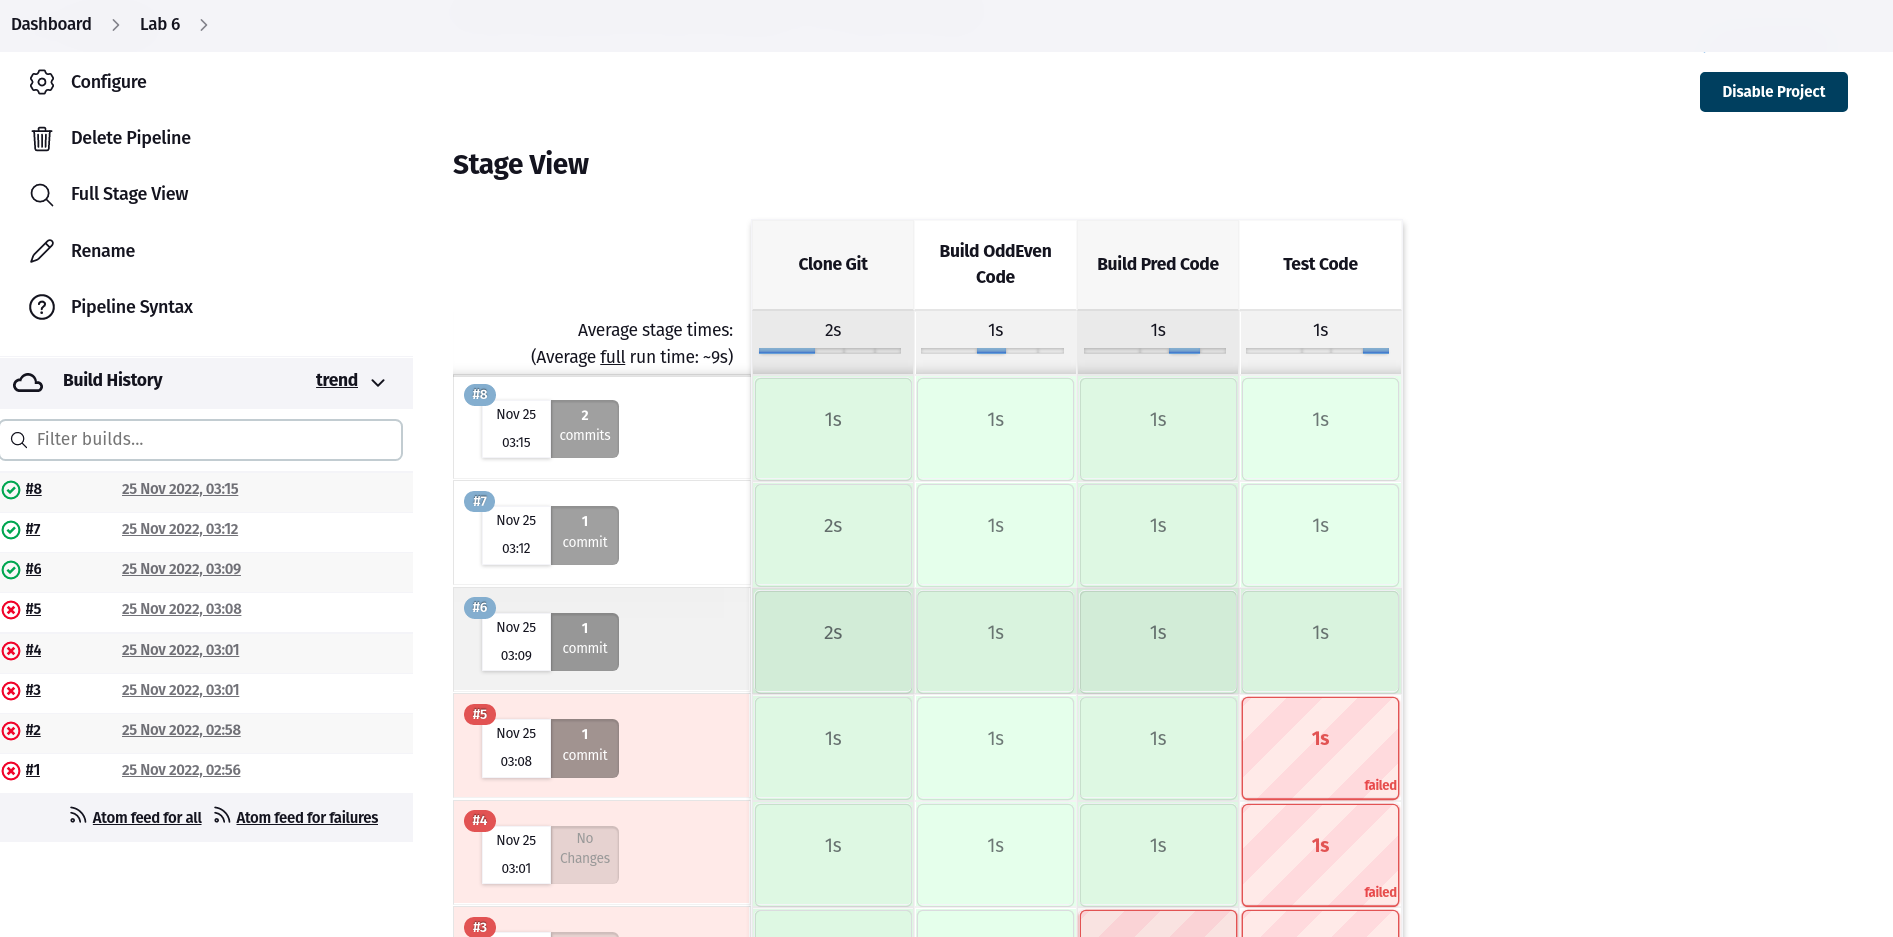 Dashboard
Lab 6
Configure
Delete Pipeline
Full Stage View
Rename
Pipeline Syntax
Build History
trend
Filter builds...
#8 25 Nov 2022, 03:15
#7 25 Nov 2022, 03:12
#6 25 Nov 2022, 03:09
#5 25 Nov 2022, 03:08
#4 25 Nov 2022, 03:01
#3 25 Nov 2022, 03:01
#2 25 Nov 2022, 02:58
#1 25 Nov 2022, 02:56
Atom feed for all Atom feed for failures
Disable Project
Stage View
Clone Git
Build OddEven
Code
Build Pred Code
Test Code
Average stage times:
(Average full run time: ~9s)
2s 1s 1s 1s
#8
Nov 25
03:15
2
commits
1s 1s 1s 1s
#7
Nov 25
03:12
1
commit
2s 1s 1s 1s
#6
Nov 25
03:09
1
commit
2s 1s 1s 1s
#5
Nov 25
03:08
1
commit
1s 1s 1s 1s
failed
#4
Nov 25
03:01
No
Changes
1s 1s 1s 1s
failed
#3